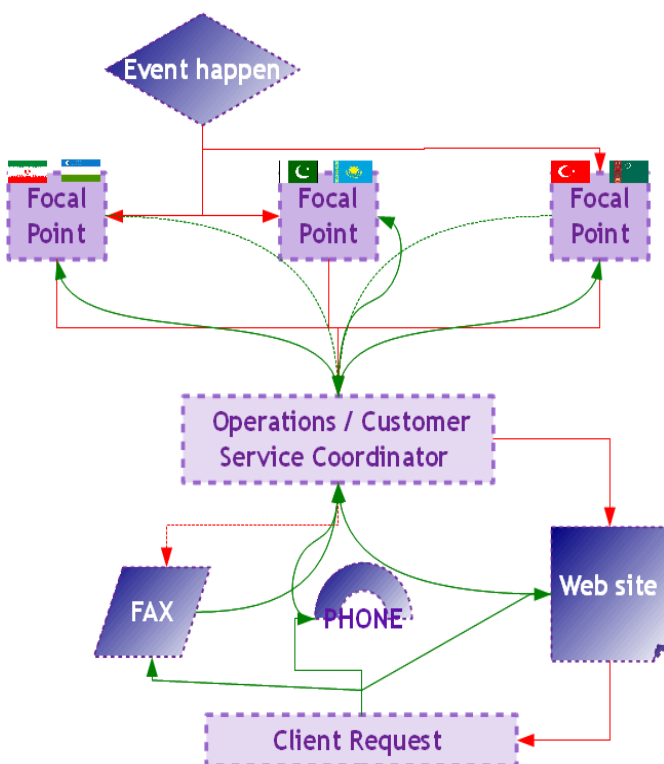 Event happen
Focal
Point
Focal
Point
Focal
Point
Operations / Customer
Service Coordinator
FAX
PHONE
Web site
Client Request